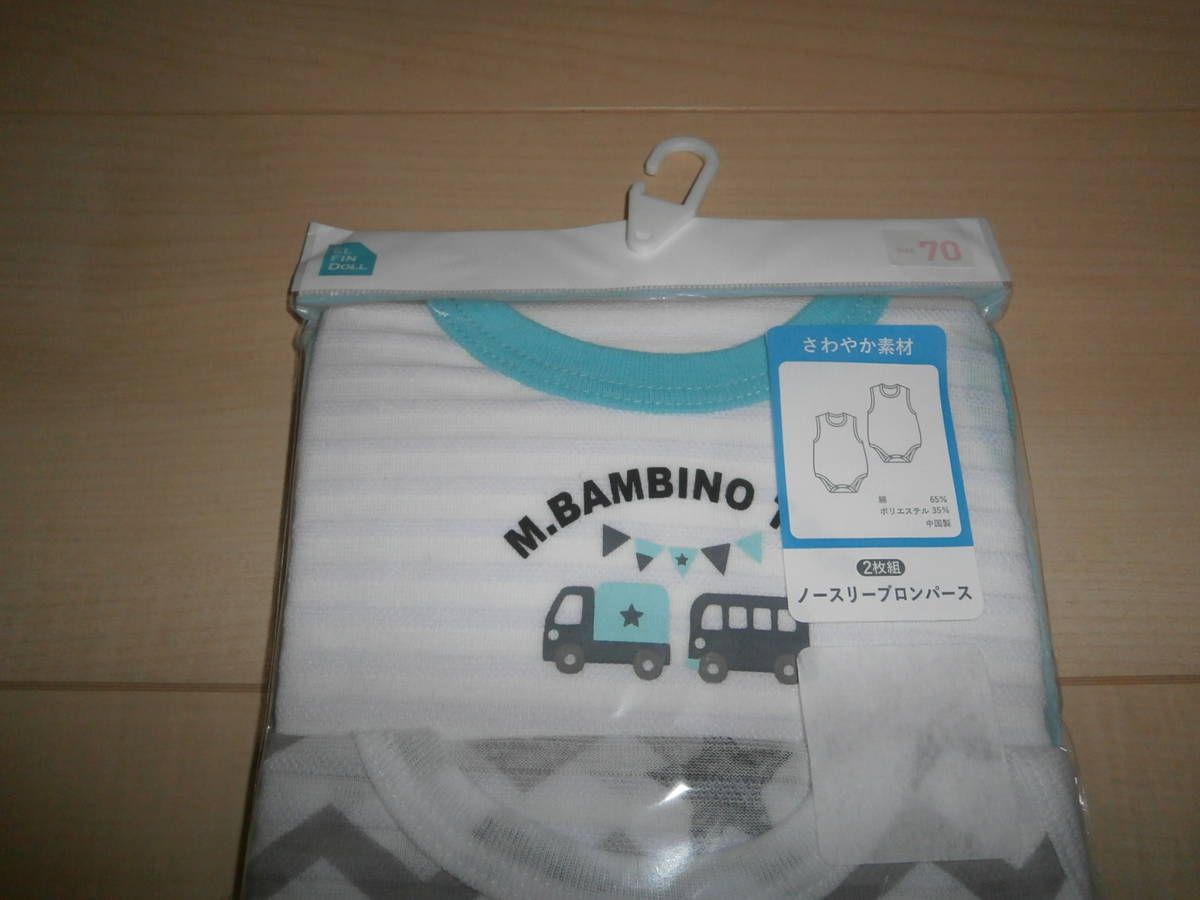 EL
FIN
DOLL
SIZE 70
さわやか素材
綿 65%
ポリエステル 35%
中国製
2枚組
ノースリーブロンパース
M.BAMBINO